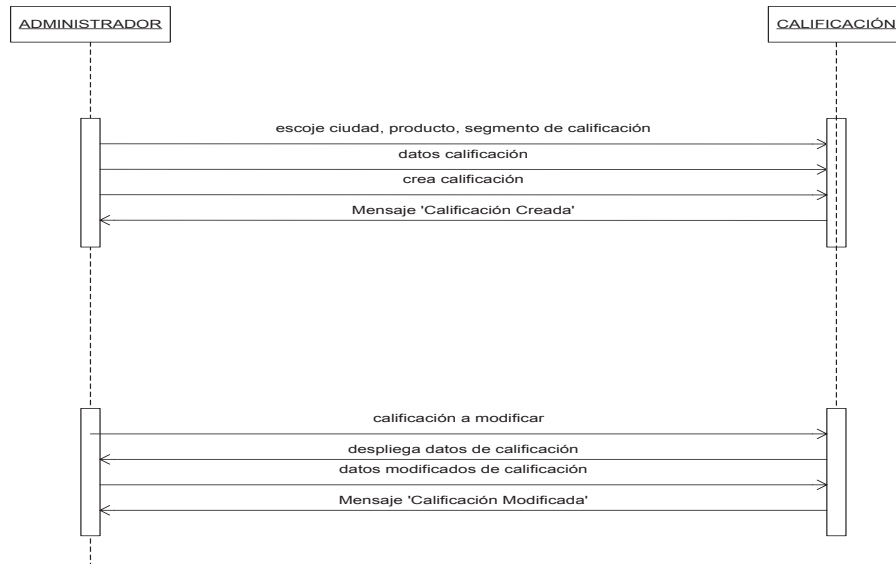 ADMINISTRADOR
CALIFICACIÓN
escoje ciudad, producto, segmento de calificación
datos calificación
crea calificación
Mensaje 'Calificación Creada'
calificación a modificar
despliega datos de calificación
datos modificados de calificación
Mensaje 'Calificación Modificada'